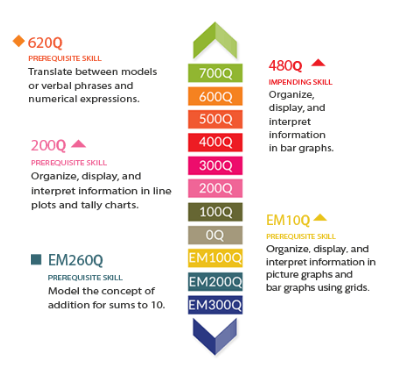 620Q
PREREQUISITE SKILL
Translate between models
or verbal phrases and
numerical expressions.
200Q
PREREQUISITE SKILL
Organize, display, and
interpret information in line
plots and tally charts.
EM260Q
PREREQUISITE SKILL
Model the concept of
addition for sums to 10.
700Q
600Q
500Q
400Q
300Q
200Q
100Q
0Q
EM100Q
EM200Q
EM300Q
480Q
IMPENDING SKILL
Organize,
display, and
interpret
information
in bar graphs.
EM10Q
PREREQUISITE SKILL
Organize, display, and
interpret information in
picture graphs and
bar graphs using grids.